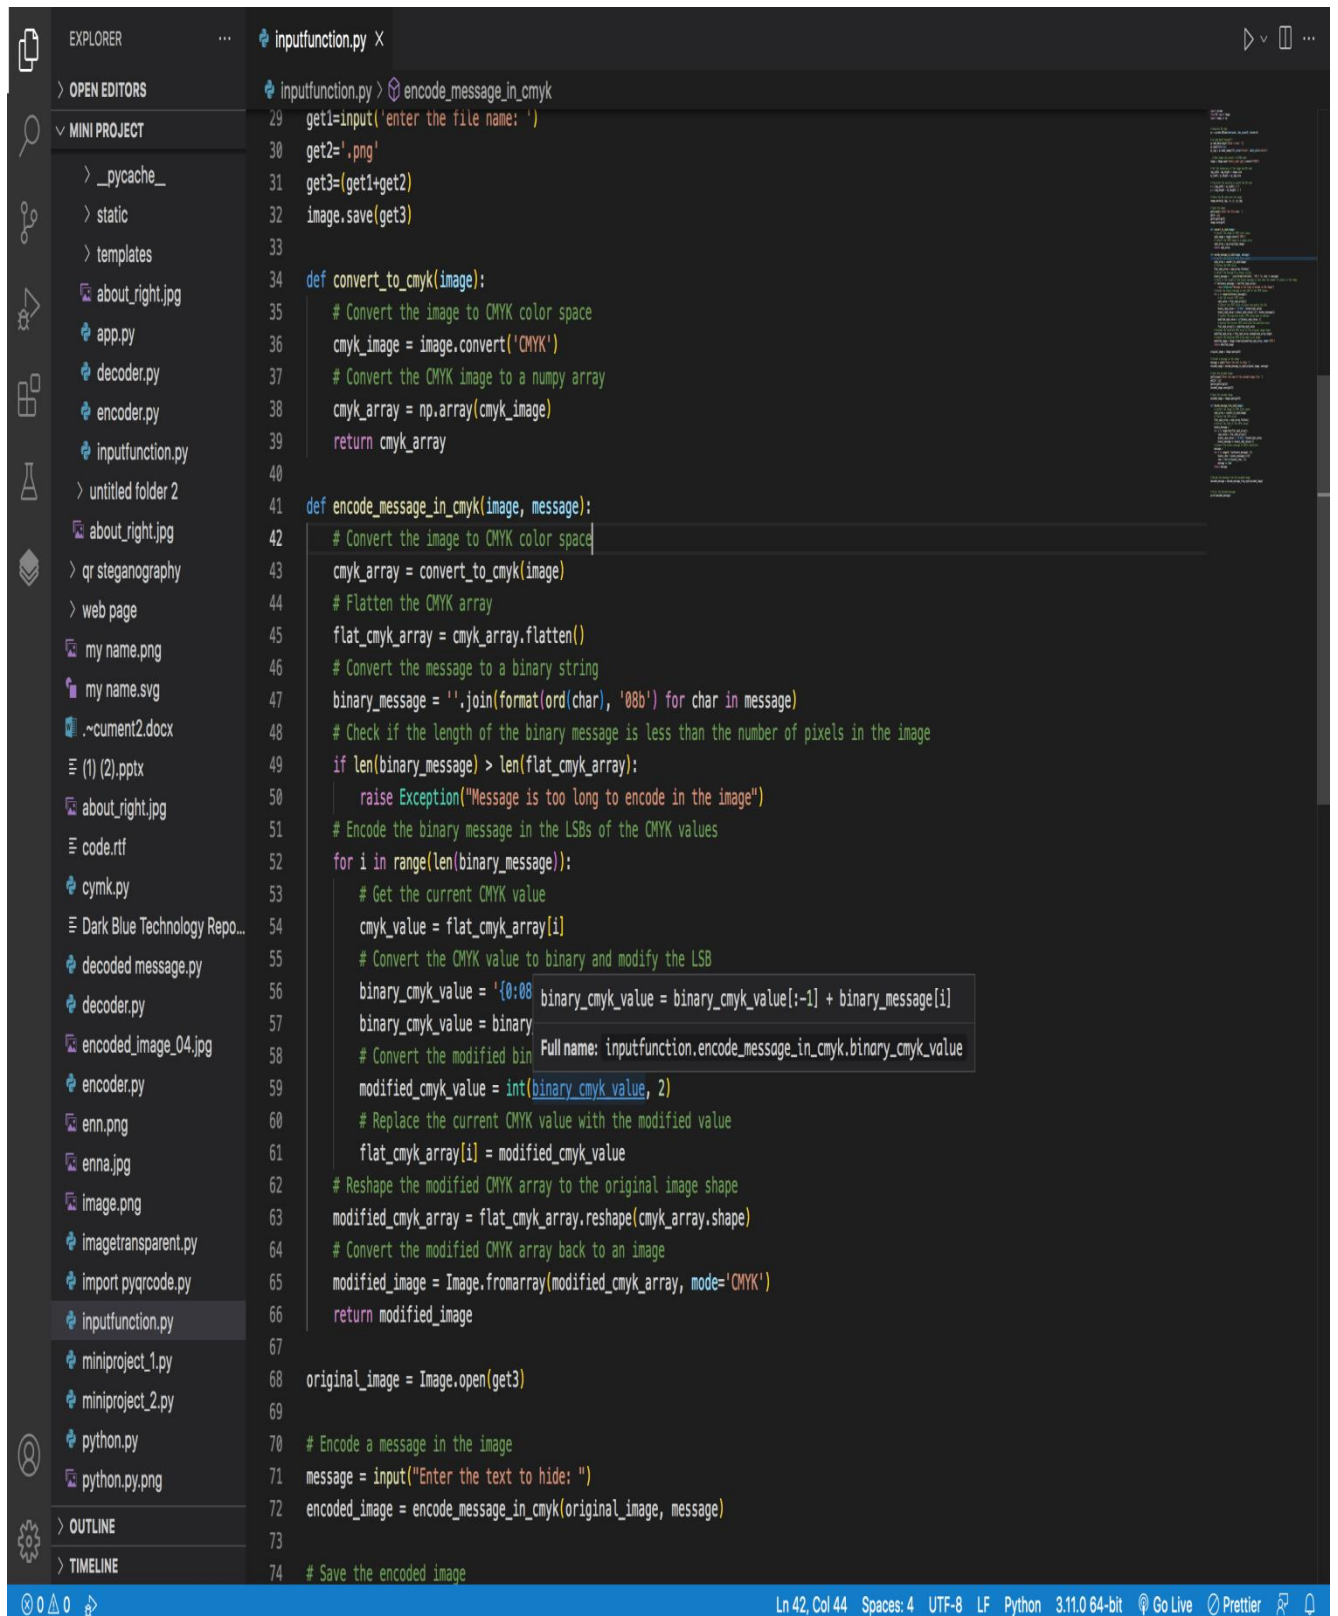 EXPLORER
OPEN EDITORS
MINI PROJECT
__pycache__
static
templates
about_right.jpg
app.py
decoder.py
encoder.py
inputfunction.py
untitled folder 2
about_right.jpg
qr steganography
web page
my name.png
my name.svg
.~cument2.docx
(1) (2).pptx
about_right.jpg
code.rtf
cymk.py
Dark Blue Technology Repo...
decoded message.py
decoder.py
encoded_image_04.jpg
encoder.py
enn.png
enna.jpg
image.png
imagetransparent.py
import pyqrcode.py
inputfunction.py
miniproject_1.py
miniproject_2.py
python.py
python.py.png
OUTLINE
TIMELINE
inputfunction.py
inputfunction.py > encode_message_in_cmyk
29 get1=input('enter the file name: ')
30 get2='.png'
31 get3=(get1+get2)
32 image.save(get3)
33
34 def convert_to_cmyk(image):
35 # Convert the image to CMYK color space
36 cmyk_image = image.convert('CMYK')
37 # Convert the CMYK image to a numpy array
38 cmyk_array = np.array(cmyk_image)
39 return cmyk_array
40
41 def encode_message_in_cmyk(image, message):
42 # Convert the image to CMYK color space
43 cmyk_array = convert_to_cmyk(image)
44 # Flatten the CMYK array
45 flat_cmyk_array = cmyk_array.flatten()
46 # Convert the message to a binary string
47 binary_message = ''.join(format(ord(char), '08b') for char in message)
48 # Check if the length of the binary message is less than the number of pixels in the image
49 if len(binary_message) > len(flat_cmyk_array):
50 raise Exception("Message is too long to encode in the image")
51 # Encode the binary message in the LSBs of the CMYK values
52 for i in range(len(binary_message)):
53 # Get the current CMYK value
54 cmyk_value = flat_cmyk_array[i]
55 # Convert the CMYK value to binary and modify the LSB
56 binary_cmyk_value = '{0:08
57 binary_cmyk_value = binary_
58 # Convert the modified bin
binary_cmyk_value = binary_cmyk_value[:-1] + binary_message[i]
Full name: inputfunction.encode_message_in_cmyk.binary_cmyk_value
59 modified_cmyk_value = int(binary_cmyk_value, 2)
60 # Replace the current CMYK value with the modified value
61 flat_cmyk_array[i] = modified_cmyk_value
62 # Reshape the modified CMYK array to the original image shape
63 modified_cmyk_array = flat_cmyk_array.reshape(cmyk_array.shape)
64 # Convert the modified CMYK array back to an image
65 modified_image = Image.fromarray(modified_cmyk_array, mode='CMYK')
66 return modified_image
67
68 original_image = Image.open(get3)
69
70 # Encode a message in the image
71 message = input("Enter the text to hide: ")
72 encoded_image = encode_message_in_cmyk(original_image, message)
73
74 # Save the encoded image
0 0
Ln 42, Col 44 Spaces: 4 UTF-8 LF Python 3.11.0 64-bit Go Live Prettier